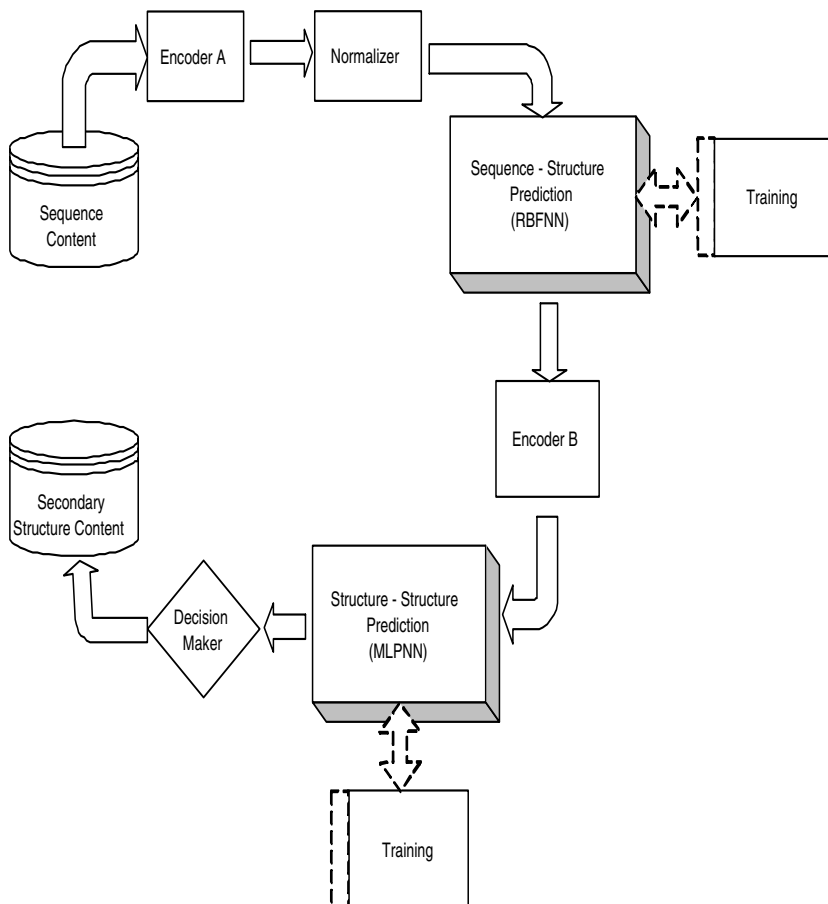 Encoder A
Normalizer
Sequence
Content
Sequence - Structure
Prediction
(RBFNN)
Training
Encoder B
Secondary
Structure Content
Decision
Maker
Structure - Structure
Prediction
(MLPNN)
Training